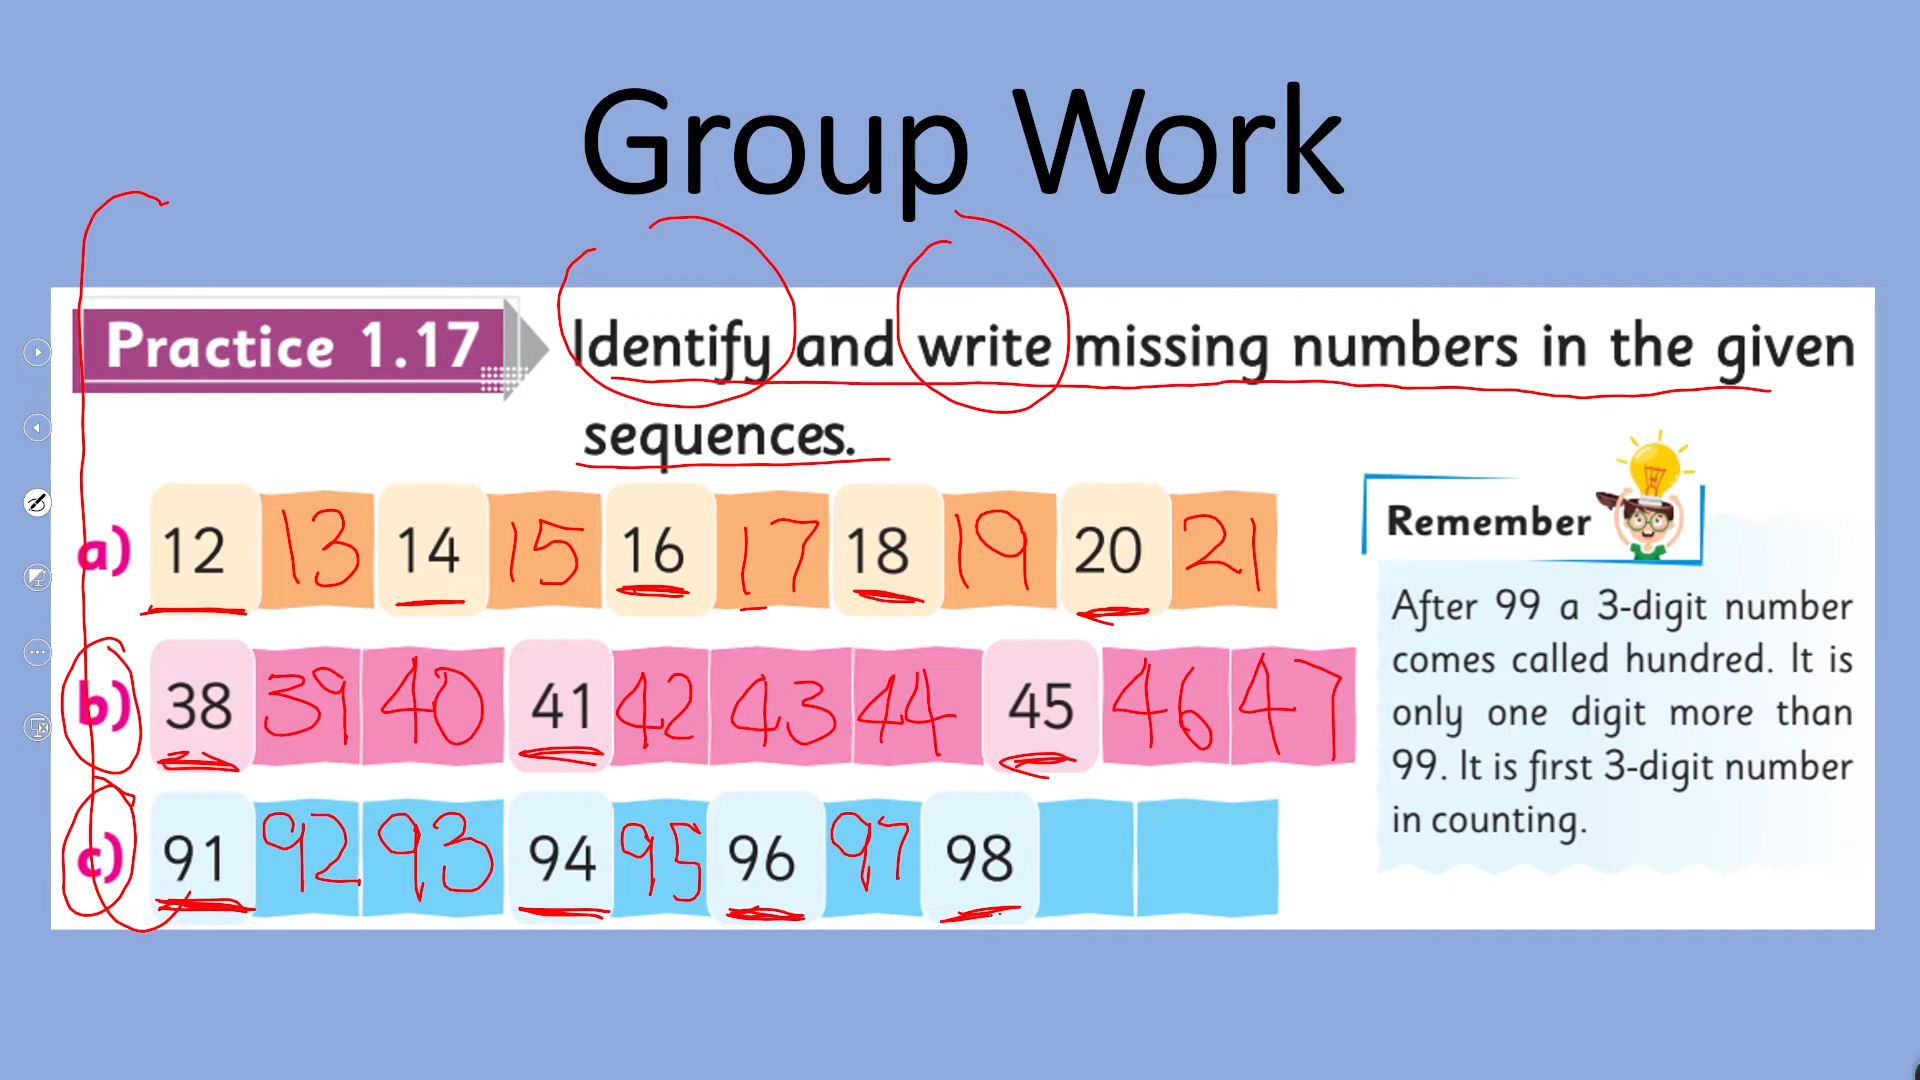 Group Work
Practice 1.17 Identify and write missing numbers in the given
sequences.
a) 12 13 14 15 16 17 18 19 20 21
b) 38 39 40 41 42 43 44 45 46 47
c) 91 92 93 94 95 96 97 98
Remember
After 99 a 3-digit number
comes called hundred. It is
only one digit more than
99. It is first 3-digit number
in counting.